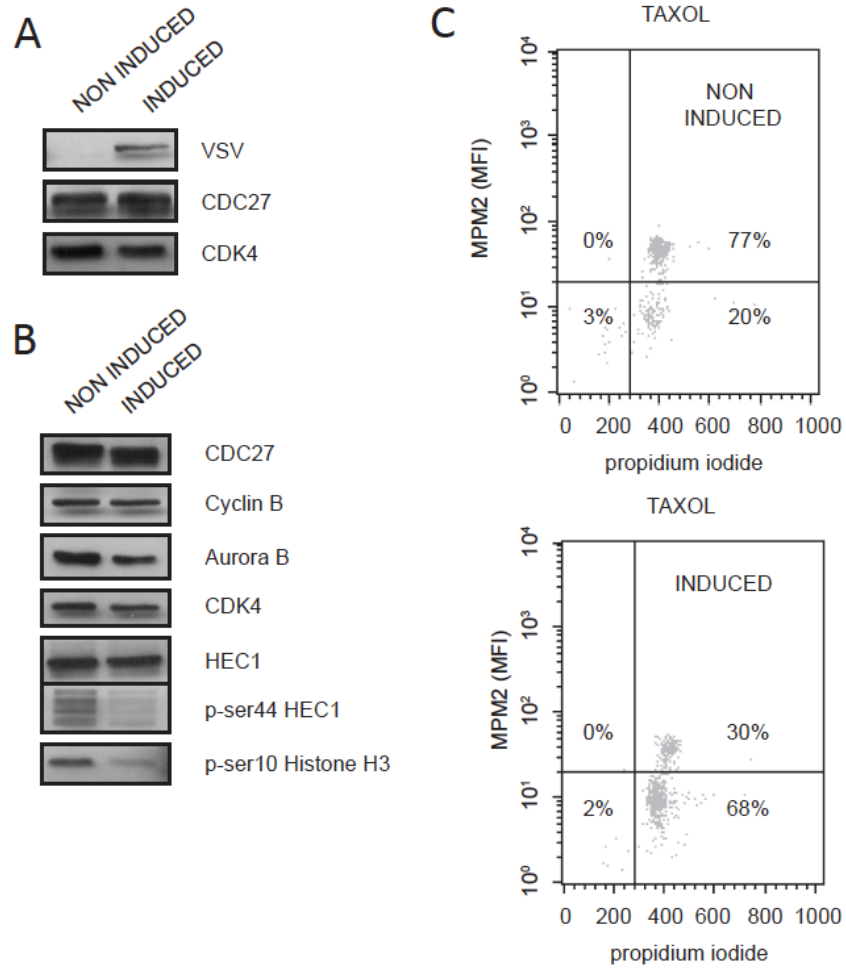 A
NON INDUCED
INDUCED
VSV
CDC27
CDK4
B
NON INDUCED
INDUCED
CDC27
Cyclin B
Aurora B
CDK4
HEC1
p-ser44 HEC1
p-ser10 Histone H3
C
TAXOL
MPM2 (MFI)
10⁴
10³
10²
10¹
10⁰
NON
INDUCED
0% 77%
3% 20%
0 200 400 600 800 1000
propidium iodide
TAXOL
MPM2 (MFI)
10⁴
10³
10²
10¹
10⁰
INDUCED
0% 30%
2% 68%
0 200 400 600 800 1000
propidium iodide